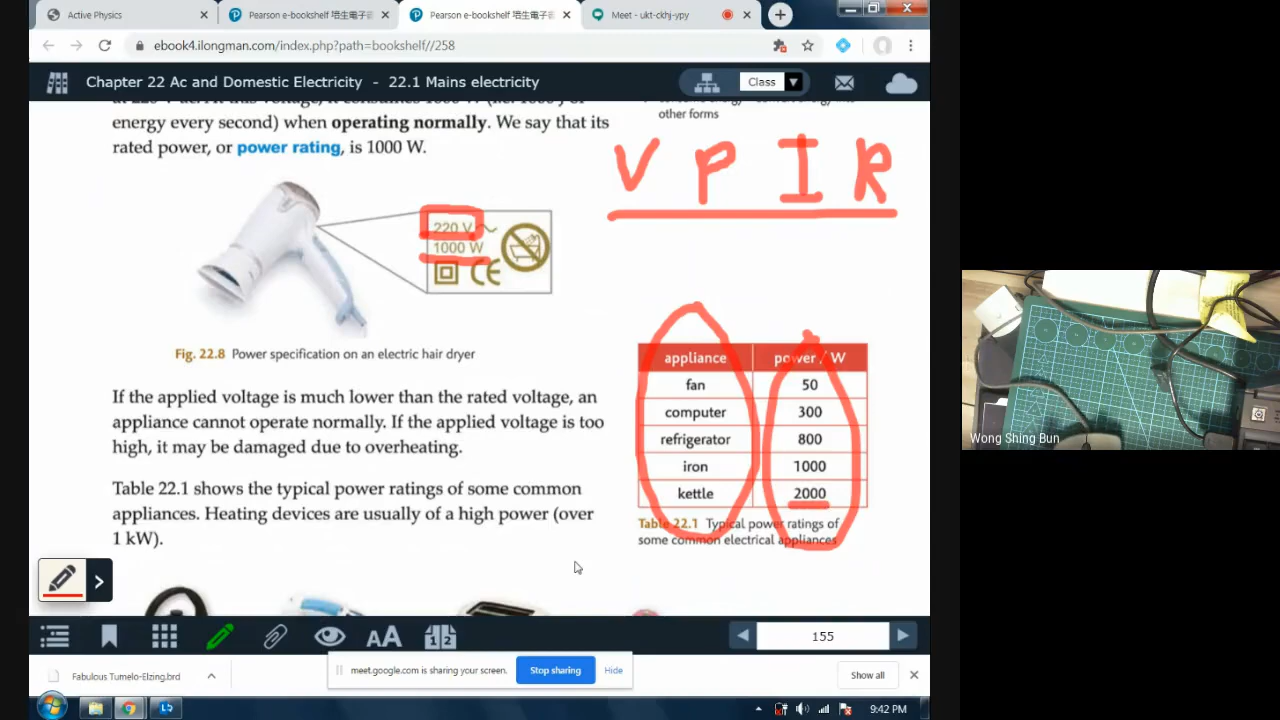 Active Physics
Pearson e-bookshelf 培生電子
Pearson e-bookshelf 培生電子
Meet - ukt-ckhj-ypy
ebook4.ilongman.com/index.php?path=bookshelf//258
Chapter 22 Ac and Domestic Electricity - 22.1 Mains electricity
Class
energy every second) when operating normally. We say that its
rated power, or power rating, is 1000 W.
other forms
V P I R
220 V
1000 W
CE
Fig. 22.8 Power specification on an electric hair dryer
If the applied voltage is much lower than the rated voltage, an
appliance cannot operate normally. If the applied voltage is too
high, it may be damaged due to overheating.
Table 22.1 shows the typical power ratings of some common
appliances. Heating devices are usually of a high power (over
1 kW).
appliance power / W
fan 50
computer 300
refrigerator 800
iron 1000
kettle 2000
Table 22.1 Typical power ratings of
some common electrical appliances
Wong Shing Bun
AA
1 2
155
Fabulous Tumelo-Elzing.brd
meet.google.com is sharing your screen.
Stop sharing
Hide
Show all
9:42 PM